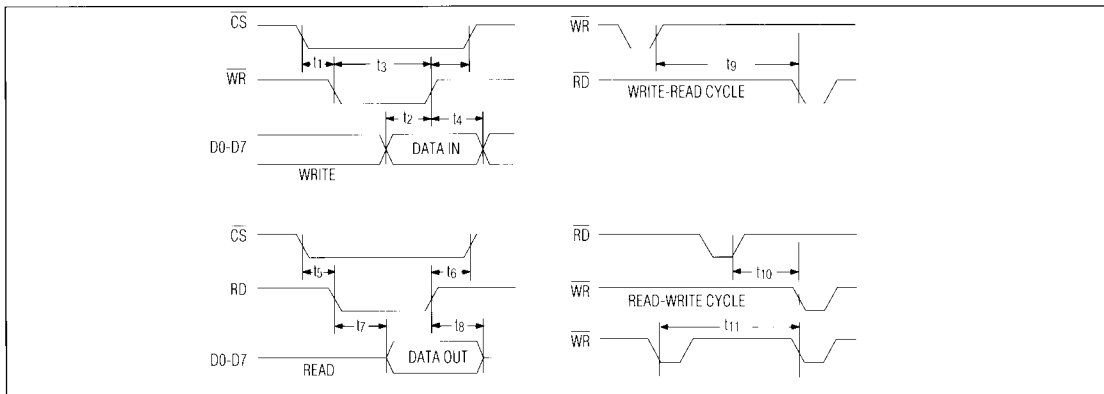 CS
t1
t3
WR
t2
t4
D0-D7
DATA IN
WRITE
WR
t9
RD
WRITE-READ CYCLE
CS
t5
t6
RD
t7
t8
D0-D7
DATA OUT
READ
RD
t10
WR
READ-WRITE CYCLE
t11
WR